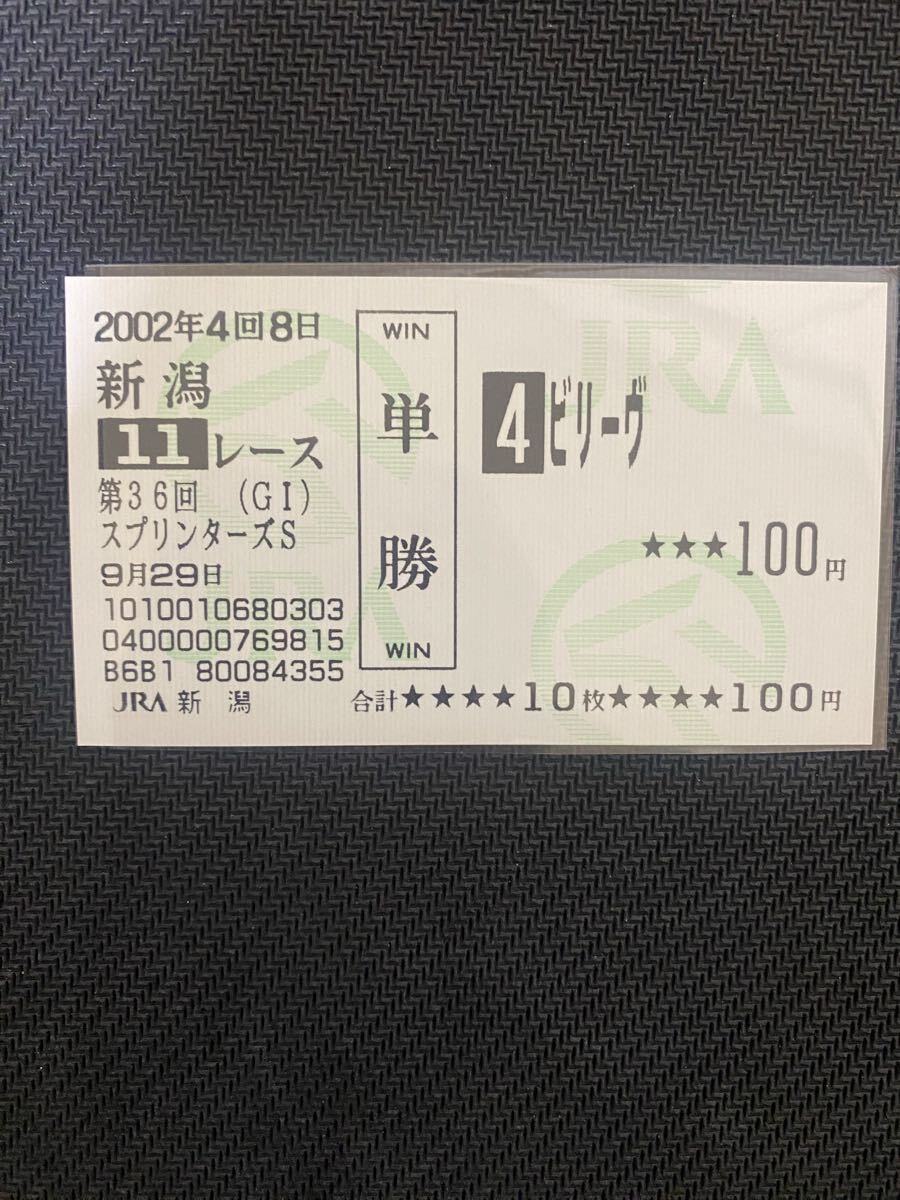 2002年4回8日
新潟
11レース
第36回 (GI)
スプリンターズS
9月29日
1010010680303
0400000769815
B6B1 80084355
JRA 新 潟
WIN
単勝
WIN
4 ビリーヴ
★★★100円
合計★★★★10枚★★★★100円
JRA
JRA